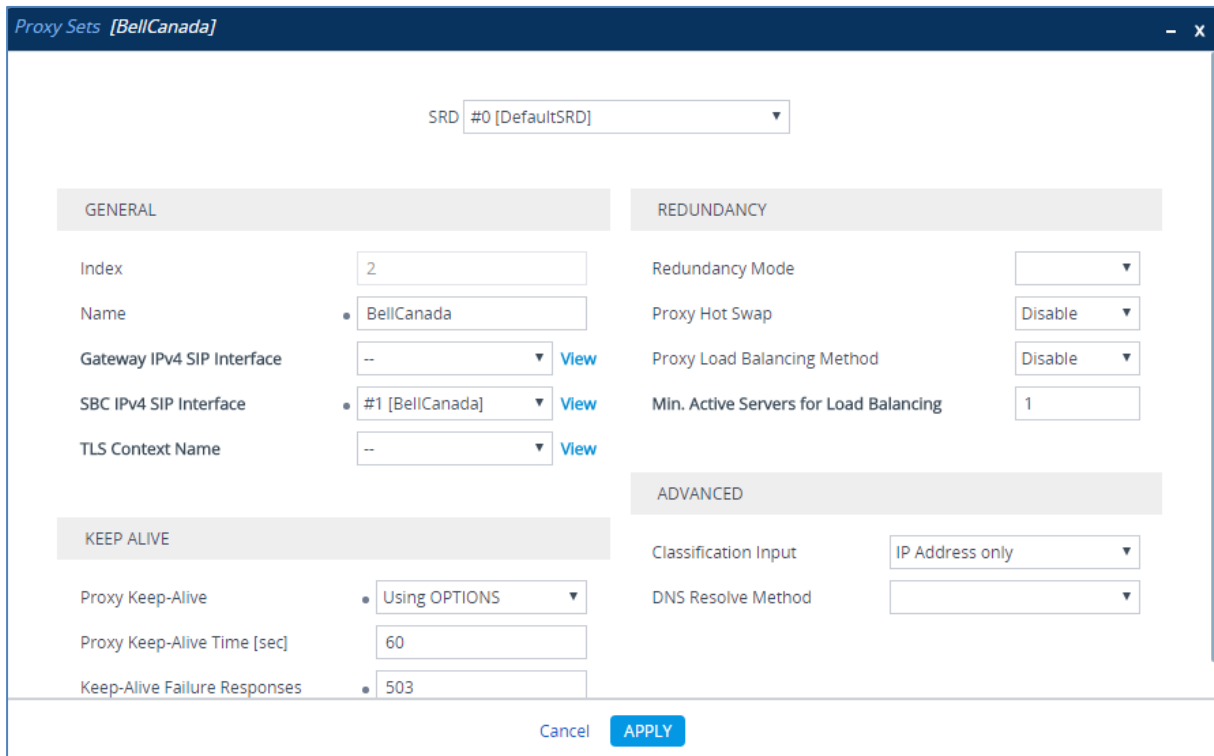 Proxy Sets [BellCanada]
– x
SRD #0 [DefaultSRD]
GENERAL
Index 2
Name BellCanada
Gateway IPv4 SIP Interface -- View
SBC IPv4 SIP Interface #1 [BellCanada] View
TLS Context Name -- View
KEEP ALIVE
Proxy Keep-Alive Using OPTIONS
Proxy Keep-Alive Time [sec] 60
Keep-Alive Failure Responses 503
REDUNDANCY
Redundancy Mode
Proxy Hot Swap Disable
Proxy Load Balancing Method Disable
Min. Active Servers for Load Balancing 1
ADVANCED
Classification Input IP Address only
DNS Resolve Method
Cancel APPLY